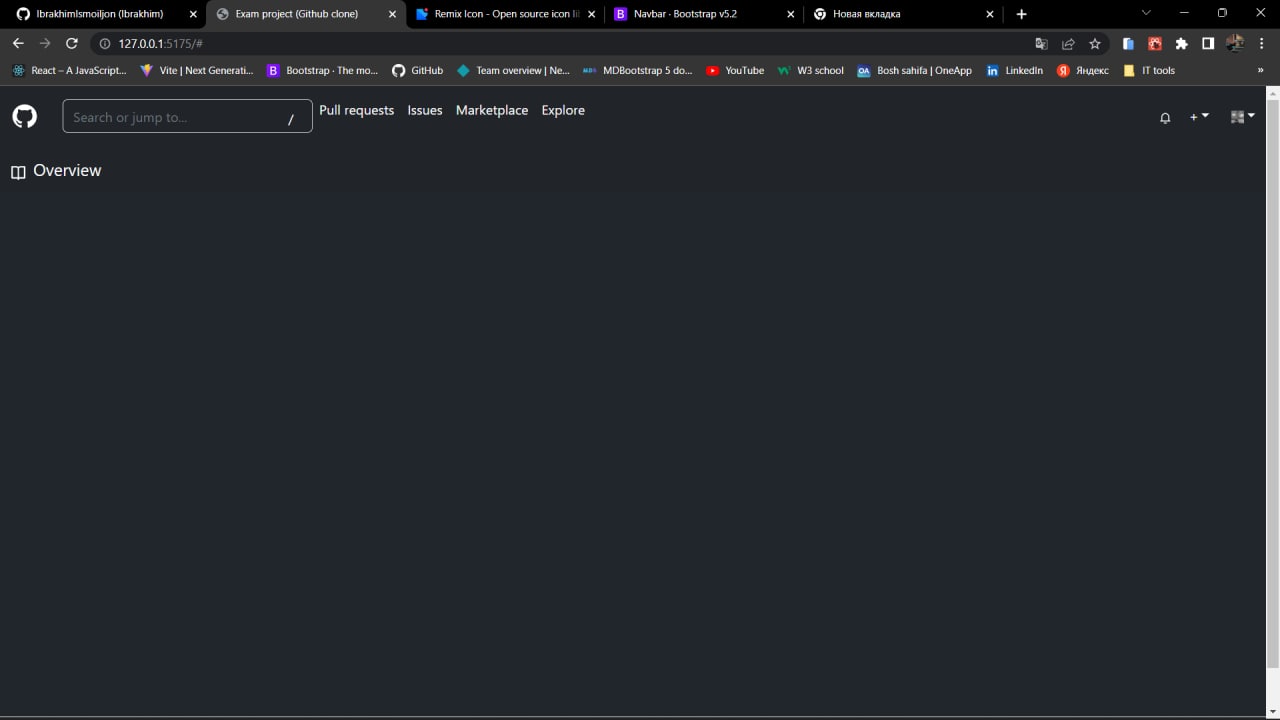 IbrakhimIsmoiljon (Ibrakhim)
Exam project (Github clone)
Remix Icon - Open source icon li
Navbar · Bootstrap v5.2
Новая вкладка
127.0.0.1:5175/#
React – A JavaScript...
Vite | Next Generati...
B Bootstrap · The mo...
GitHub
Team overview | Ne...
MDB MDBootstrap 5 do...
YouTube
W3 school
OA Bosh sahifa | OneApp
in LinkedIn
Я Яндекс
IT tools
»
Search or jump to... /
Pull requests
Issues
Marketplace
Explore
+
Overview